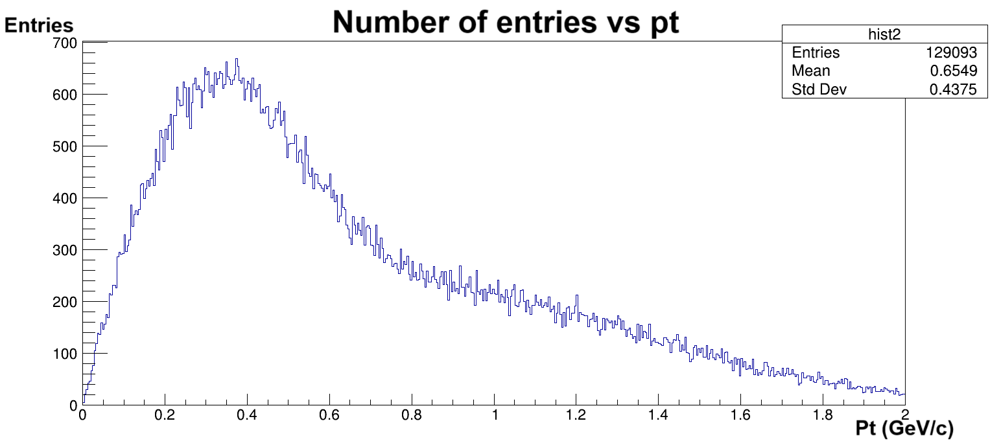 Number of entries vs pt
Entries
hist2
Entries 129093
Mean 0.6549
Std Dev 0.4375
700
600
500
400
300
200
100
0
0 0.2 0.4 0.6 0.8 1 1.2 1.4 1.6 1.8 2
Pt (GeV/c)